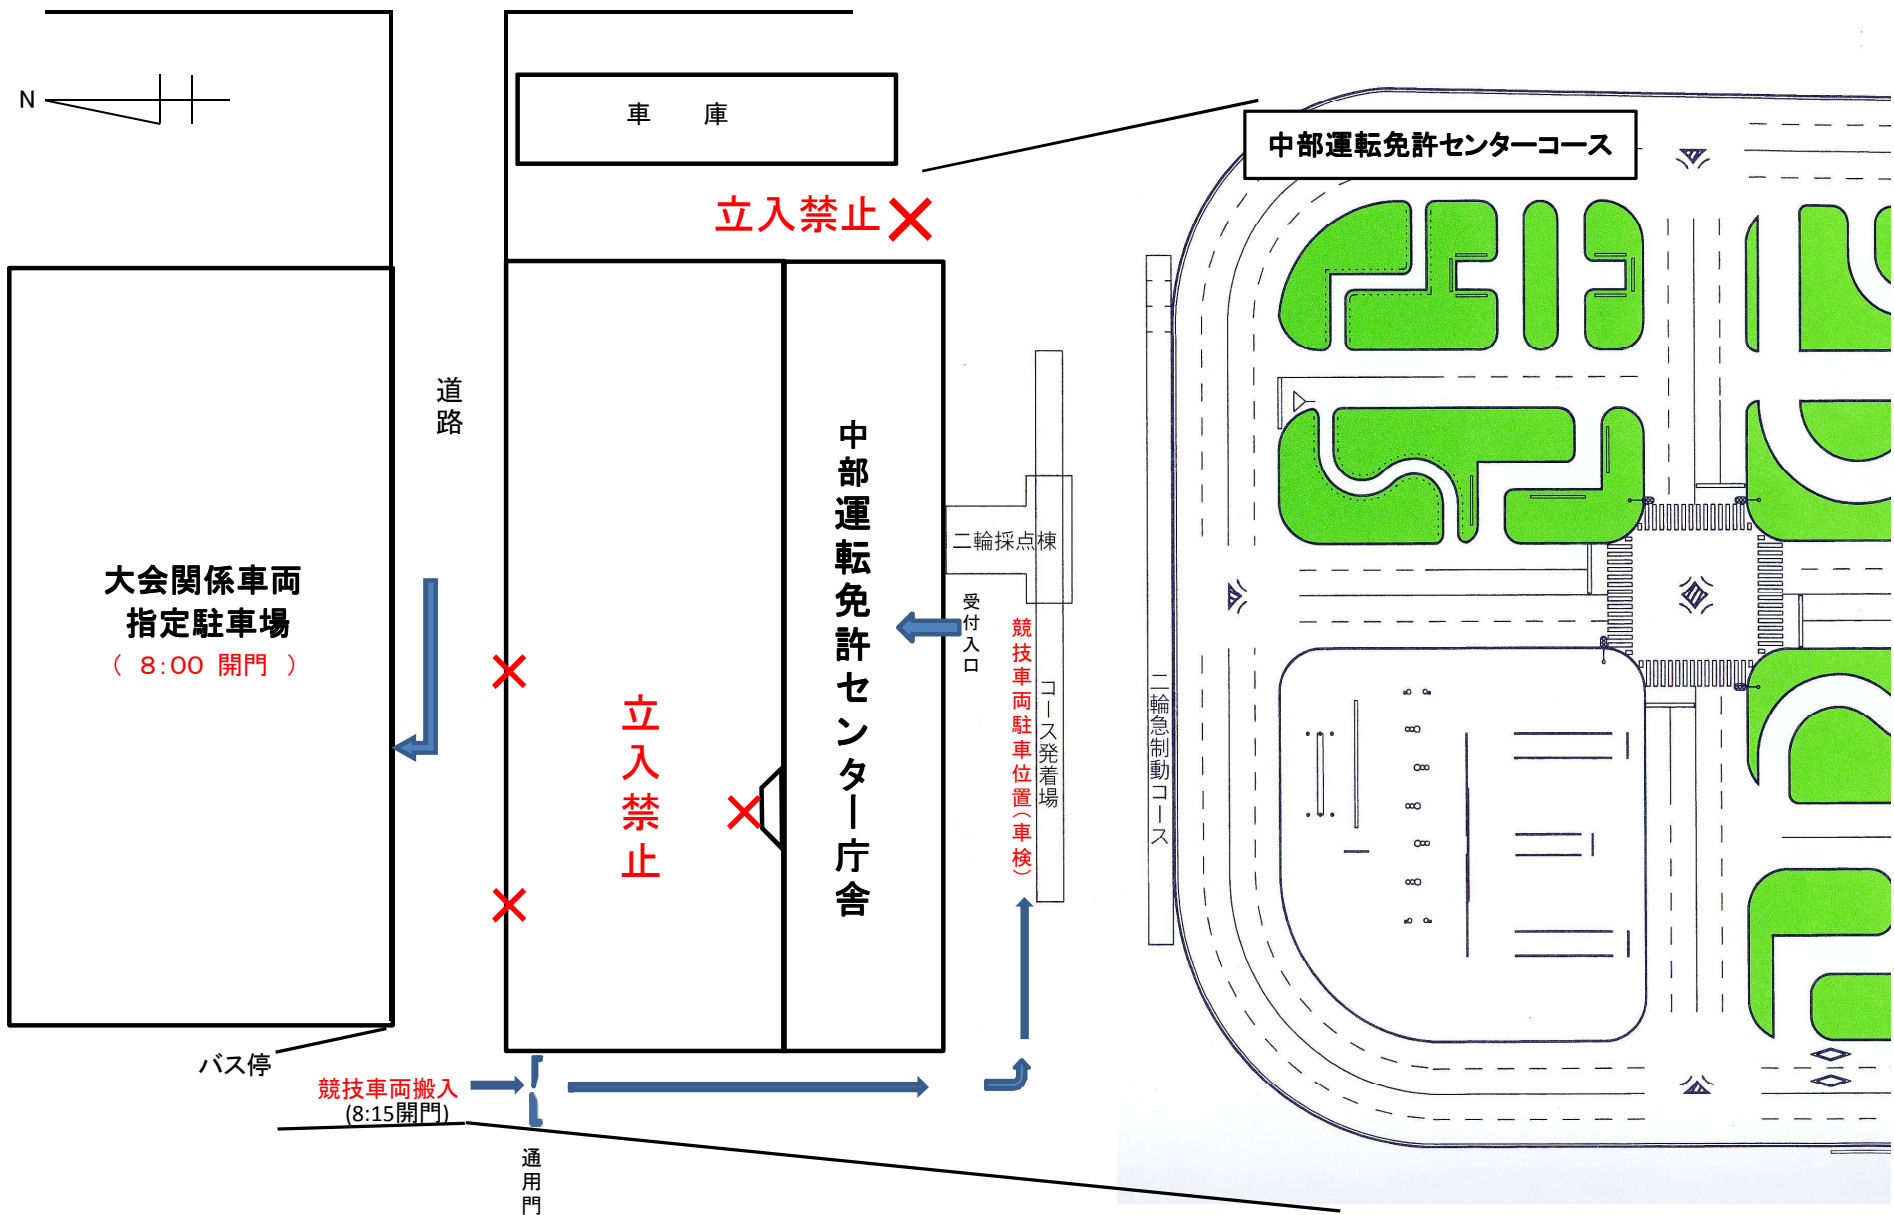 N
車 庫
中部運転免許センターコース
立入禁止
道路
大会関係車両
指定駐車場
( 8:00 開門 )
立入禁止
中部運転免許センター庁舎
二輪採点棟
受付入口
競技車両駐車位置(車検)
コース発着場
二輪急制動コース
バス停
競技車両搬入
(8:15開門)
通用門